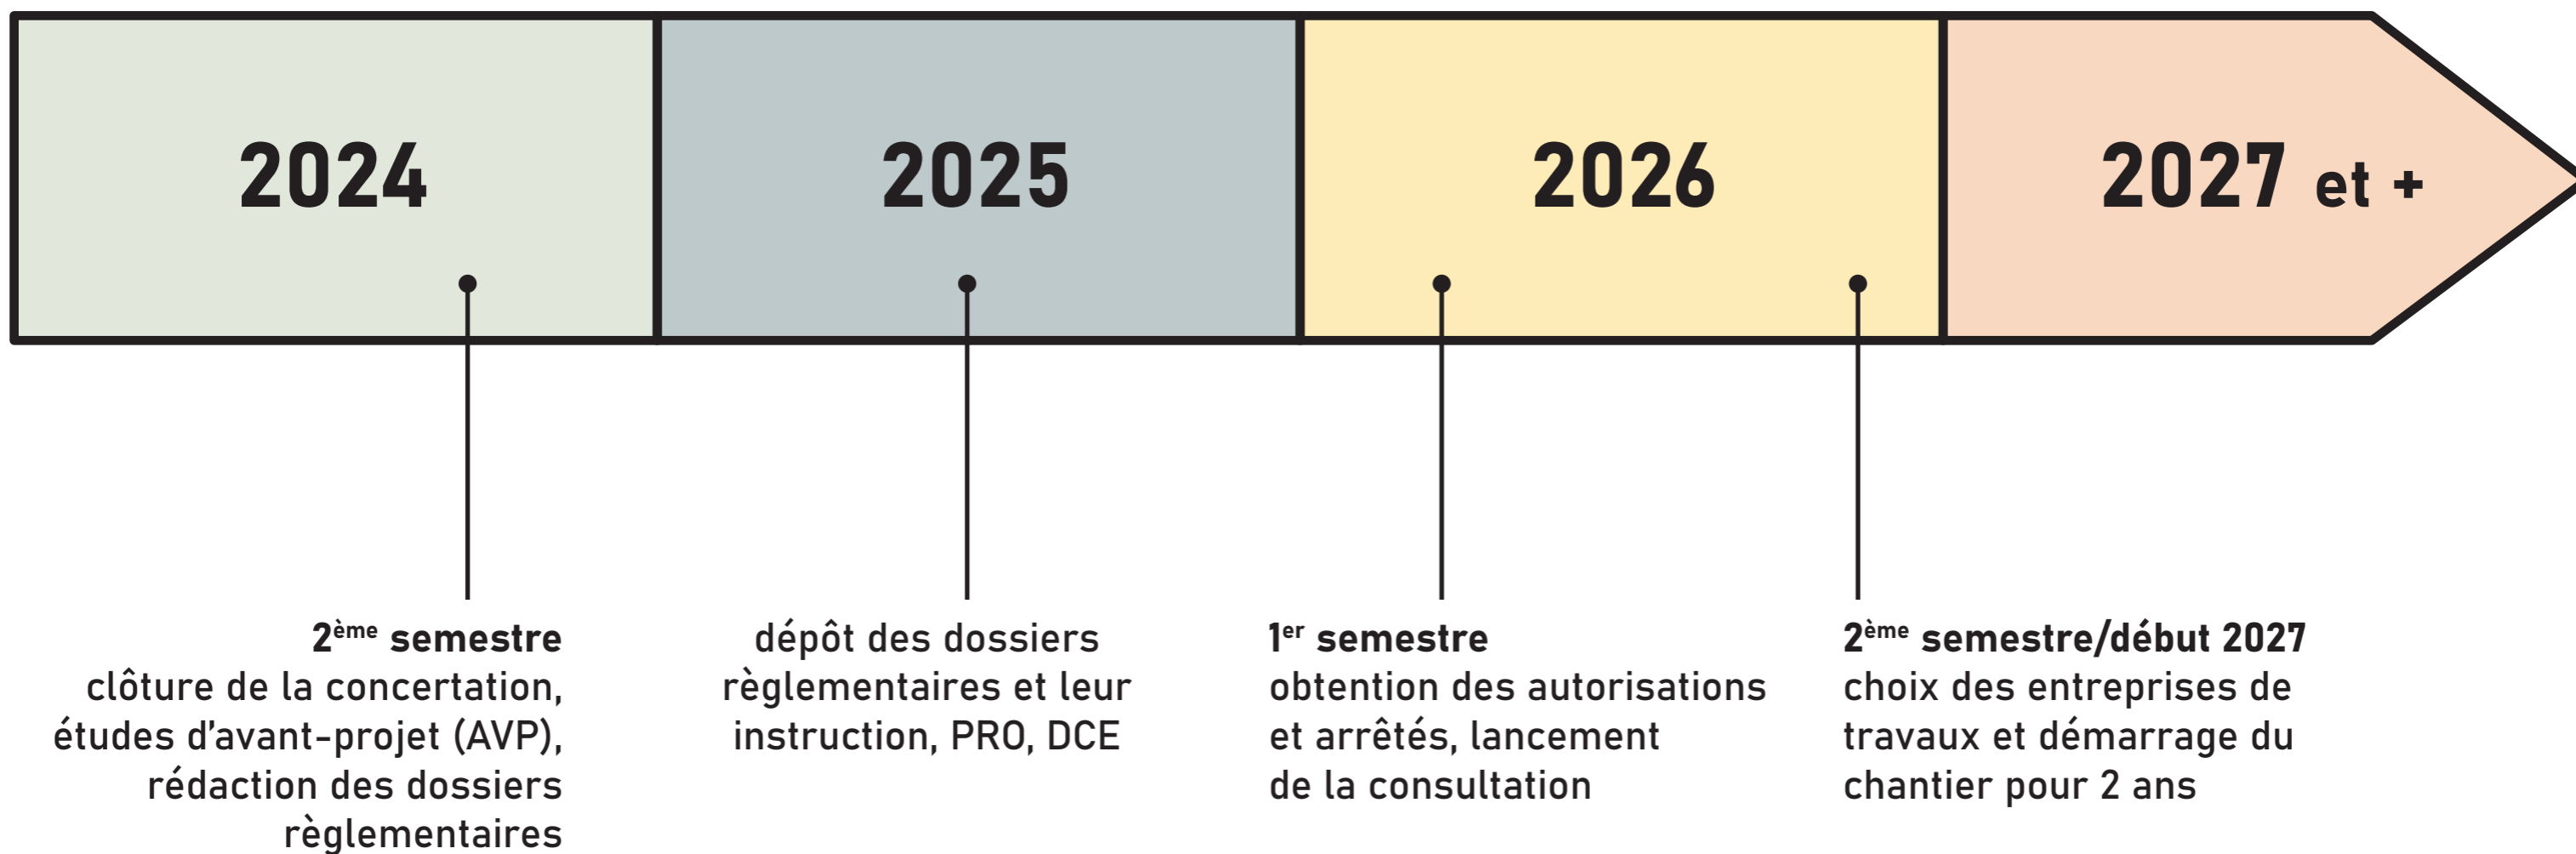 2024
2025
2026
2027 et +
2ème semestre
clôture de la concertation,
études d'avant-projet (AVP),
rédaction des dossiers
règlementaires
dépôt des dossiers
règlementaires et leur
instruction, PRO, DCE
1er semestre
obtention des autorisations
et arrêtés, lancement
de la consultation
2ème semestre/début 2027
choix des entreprises de
travaux et démarrage du
chantier pour 2 ans